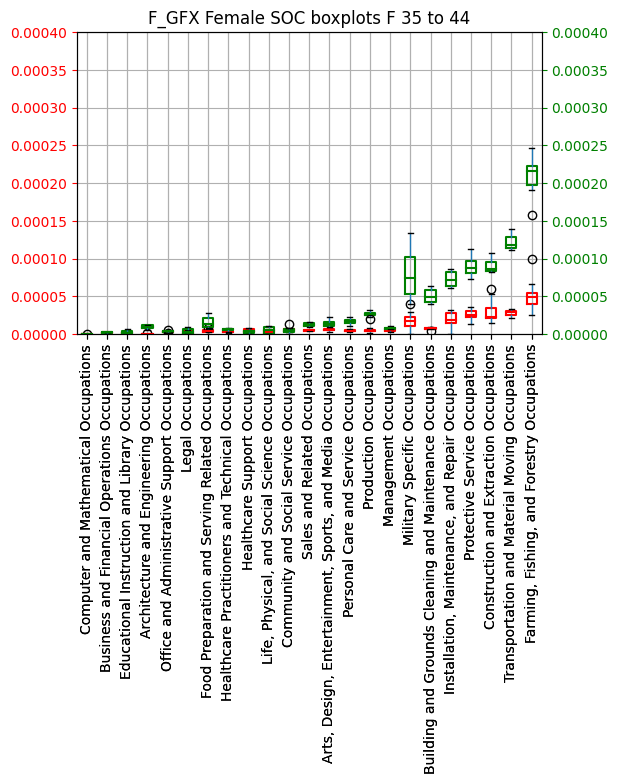 F_GFX Female SOC boxplots F 35 to 44
0.00040
0.00035
0.00030
0.00025
0.00020
0.00015
0.00010
0.00005
0.00000
0.00040
0.00035
0.00030
0.00025
0.00020
0.00015
0.00010
0.00005
0.00000
Computer and Mathematical Occupations
Business and Financial Operations Occupations
Educational Instruction and Library Occupations
Architecture and Engineering Occupations
Office and Administrative Support Occupations
Legal Occupations
Food Preparation and Serving Related Occupations
Healthcare Practitioners and Technical Occupations
Healthcare Support Occupations
Life, Physical, and Social Science Occupations
Community and Social Service Occupations
Sales and Related Occupations
Arts, Design, Entertainment, Sports, and Media Occupations
Personal Care and Service Occupations
Production Occupations
Management Occupations
Military Specific Occupations
Building and Grounds Cleaning and Maintenance Occupations
Installation, Maintenance, and Repair Occupations
Protective Service Occupations
Construction and Extraction Occupations
Transportation and Material Moving Occupations
Farming, Fishing, and Forestry Occupations